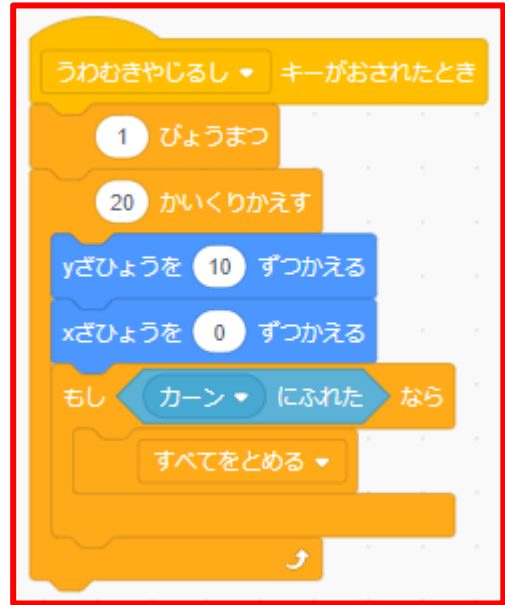 うわむきやじるし キーがおされたとき
1 びょうまつ
20 かいくりかえす
yざひょうを 10 ずつかえる
xざひょうを 0 ずつかえる
もし カーン にふれた なら
すべてをとめる